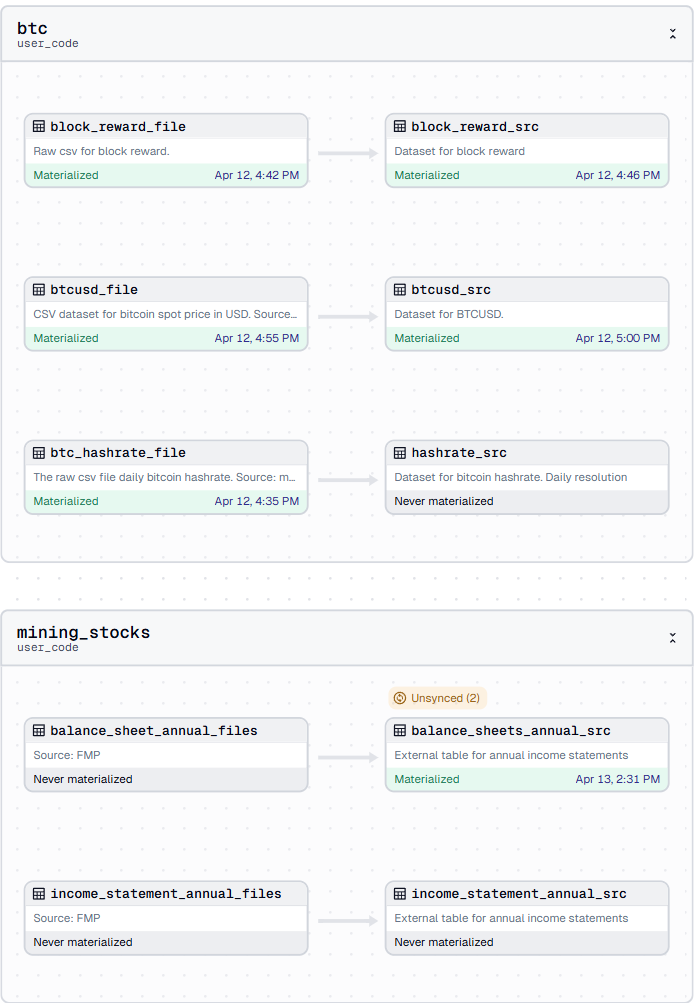 btc
user_code
block_reward_file
Raw csv for block reward.
Materialized Apr 12, 4:42 PM
block_reward_src
Dataset for block reward
Materialized Apr 12, 4:46 PM
btcusd_file
CSV dataset for bitcoin spot price in USD. Source...
Materialized Apr 12, 4:55 PM
btcusd_src
Dataset for BTCUSD.
Materialized Apr 12, 5:00 PM
btc_hashrate_file
The raw csv file daily bitcoin hashrate. Source: m...
Materialized Apr 12, 4:35 PM
hashrate_src
Dataset for bitcoin hashrate. Daily resolution
Never materialized
mining_stocks
user_code
balance_sheet_annual_files
Source: FMP
Never materialized
Unsynced (2)
balance_sheets_annual_src
External table for annual income statements
Materialized Apr 13, 2:31 PM
income_statement_annual_files
Source: FMP
Never materialized
income_statement_annual_src
External table for annual income statements
Never materialized